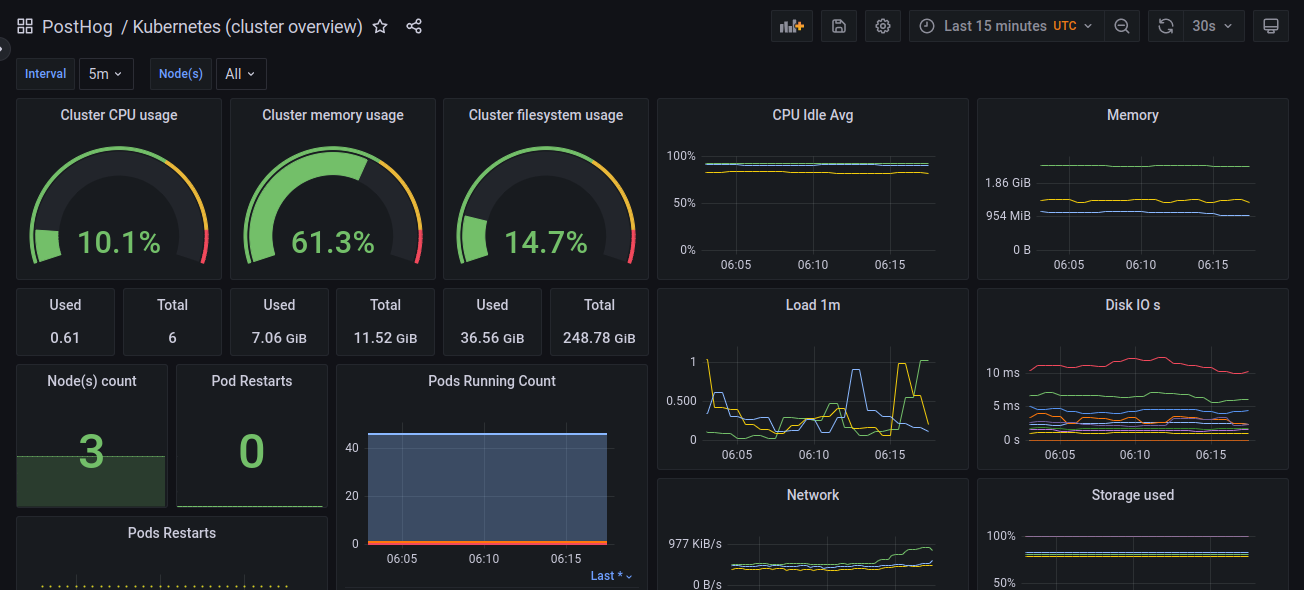 PostHog / Kubernetes (cluster overview)
Last 15 minutes UTC
30s
Interval
5m
Node(s)
All
Cluster CPU usage
10.1%
Cluster memory usage
61.3%
Cluster filesystem usage
14.7%
CPU Idle Avg
100%
50%
0%
06:05 06:10 06:15
Memory
1.86 GiB
954 MiB
0 B
06:05 06:10 06:15
Used
0.61
Total
6
Used
7.06 GiB
Total
11.52 GiB
Used
36.56 GiB
Total
248.78 GiB
Load 1m
1
0.500
0
06:05 06:10 06:15
Disk IO s
10 ms
5 ms
0 s
06:05 06:10 06:15
Node(s) count
3
Pod Restarts
0
Pods Running Count
40
20
0
06:05 06:10 06:15
Last *
Pods Restarts
Network
977 KiB/s
0 B/s
Storage used
100%
50%